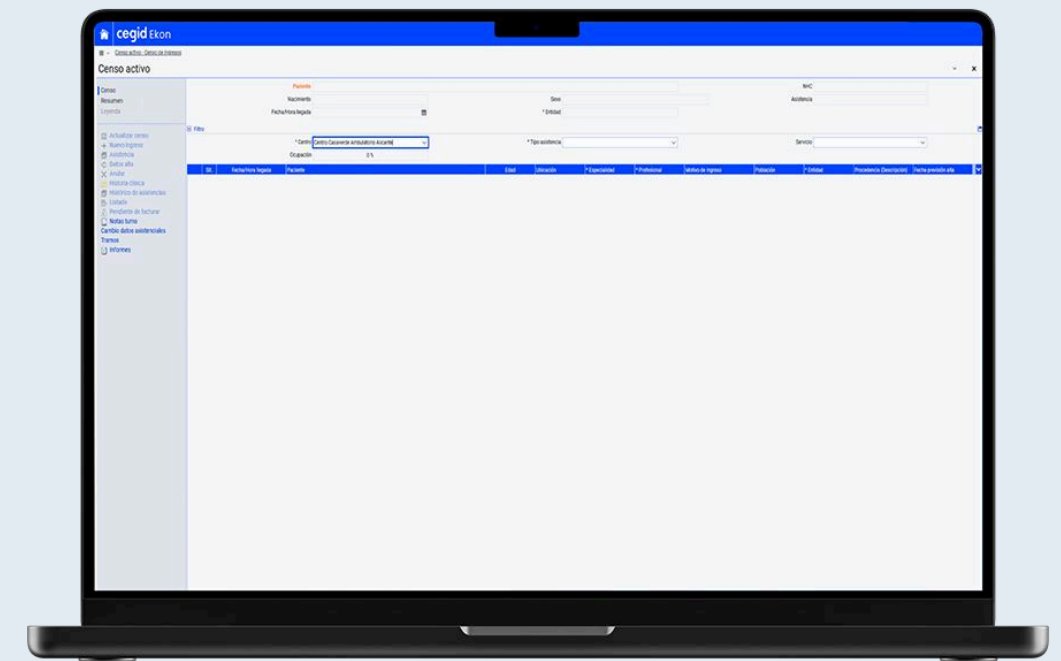 cegid Ekon
Censo activo · Censo de ingresos
Censo activo
Censo
Resumen
Leyenda
Actualizar censo
Nuevo ingreso
Asistencia
Datos alta
Anular
Historia clínica
Histórico de asistencias
Listado
Pendiente de facturar
Notas turno
Cambio datos asistenciales
Tramos
Informes
Paciente
NHC
Nacimiento
Sexo
Asistencia
Fecha/Hora llegada
* Entidad
Filtro
* Centro Centro Casaverde Ambulatorio Alicante
* Tipo asistencia
Servicio
Ocupación 0 %
Sit. Fecha/Hora llegada Paciente Edad Ubicación * Especialidad * Profesional Motivo de ingreso Población * Entidad Procedencia (Descripción) Fecha previsión alta